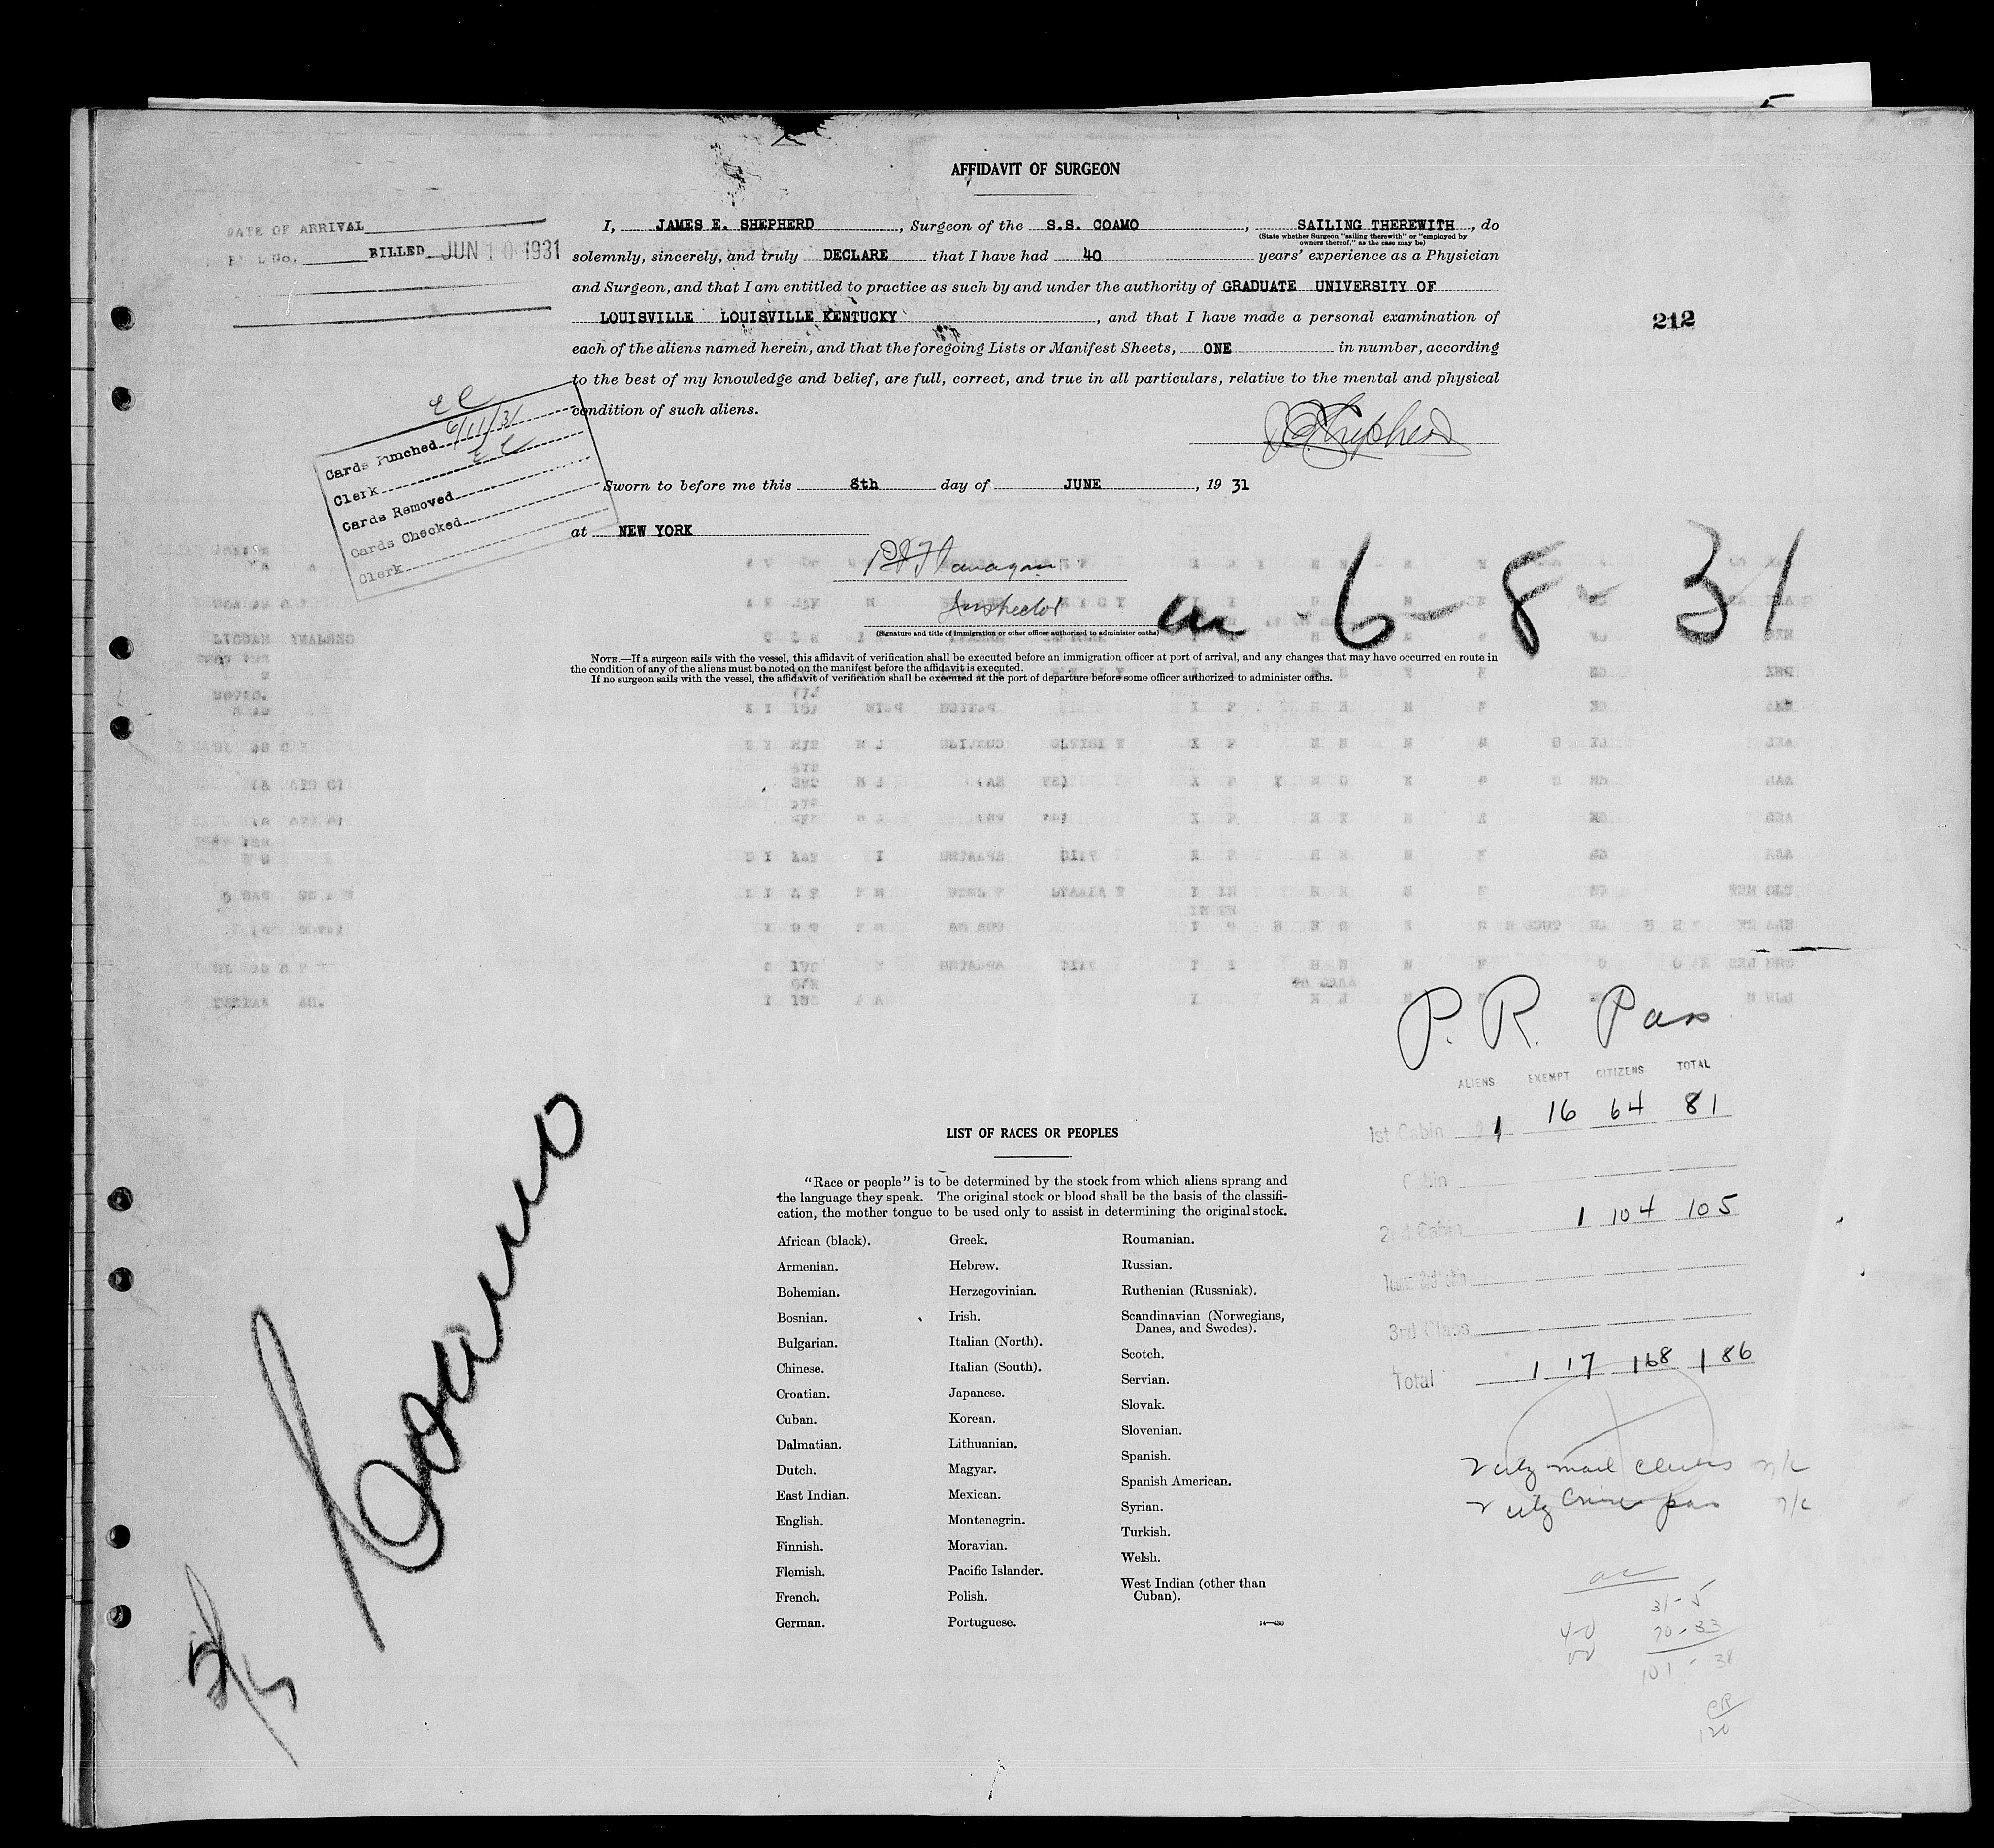 AFFIDAVIT OF SURGEON
DATE OF ARRIVAL
BILLED JUN 10 1931
I, JAMES E. SHEPHERD, Surgeon of the S.S. COAMO, SAILING THEREWITH, do
(State whether Surgeon "sailing therewith" or "employed by
owners thereof," as the case may be)
solemnly, sincerely, and truly DECLARE that I have had 40 years' experience as a Physician
and Surgeon, and that I am entitled to practice as such by and under the authority of GRADUATE UNIVERSITY OF
LOUISVILLE LOUISVILLE KENTUCKY, and that I have made a personal examination of
212
each of the aliens named herein, and that the foregoing Lists or Manifest Sheets, ONE in number, according
to the best of my knowledge and belief, are full, correct, and true in all particulars, relative to the mental and physical
condition of such aliens.
J E Shepherd
Cards Punched 6/11/31
Clerk
Cards Removed
Cards Checked
Clerk
Sworn to before me this 8th day of JUNE, 19 31
at NEW YORK
Flanagan
Inspector
(Signature and title of immigration or other officer authorized to administer oaths)
6-8-31
NOTE.—If a surgeon sails with the vessel, this affidavit of verification shall be executed before an immigration officer at port of arrival, and any changes that may have occurred en route in
the condition of any of the aliens must be noted on the manifest before the affidavit is executed.
If no surgeon sails with the vessel, the affidavit of verification shall be executed at the port of departure before some officer authorized to administer oaths.
P. R. Pass
ALIENS EXEMPT CITIZENS TOTAL
1st Cabin 1 16 64 81
Cabin
2nd Cabin 1 104 105
3rd Class
Total 1 17 168 186
Coamo
LIST OF RACES OR PEOPLES
"Race or people" is to be determined by the stock from which aliens sprang and
the language they speak. The original stock or blood shall be the basis of the classifi-
cation, the mother tongue to be used only to assist in determining the original stock.
African (black).
Armenian.
Bohemian.
Bosnian.
Bulgarian.
Chinese.
Croatian.
Cuban.
Dalmatian.
Dutch.
East Indian.
English.
Finnish.
Flemish.
French.
German.
Greek.
Hebrew.
Herzegovinian.
Irish.
Italian (North).
Italian (South).
Japanese.
Korean.
Lithuanian.
Magyar.
Mexican.
Montenegrin.
Moravian.
Pacific Islander.
Polish.
Portuguese.
Roumanian.
Russian.
Ruthenian (Russniak).
Scandinavian (Norwegians,
Danes, and Swedes).
Scotch.
Servian.
Slovak.
Slovenian.
Spanish.
Spanish American.
Syrian.
Turkish.
Welsh.
West Indian (other than
Cuban).
14—430
mail clerks
31-5
70-33
101-38
PR
120